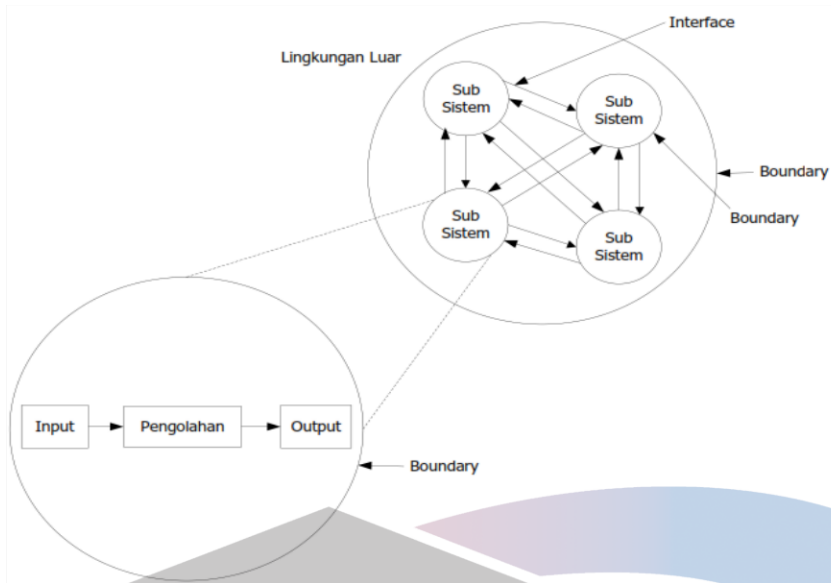 Interface
Lingkungan Luar
Sub
Sistem
Sub
Sistem
Boundary
Boundary
Sub
Sistem
Sub
Sistem
Input
Pengolahan
Output
Boundary